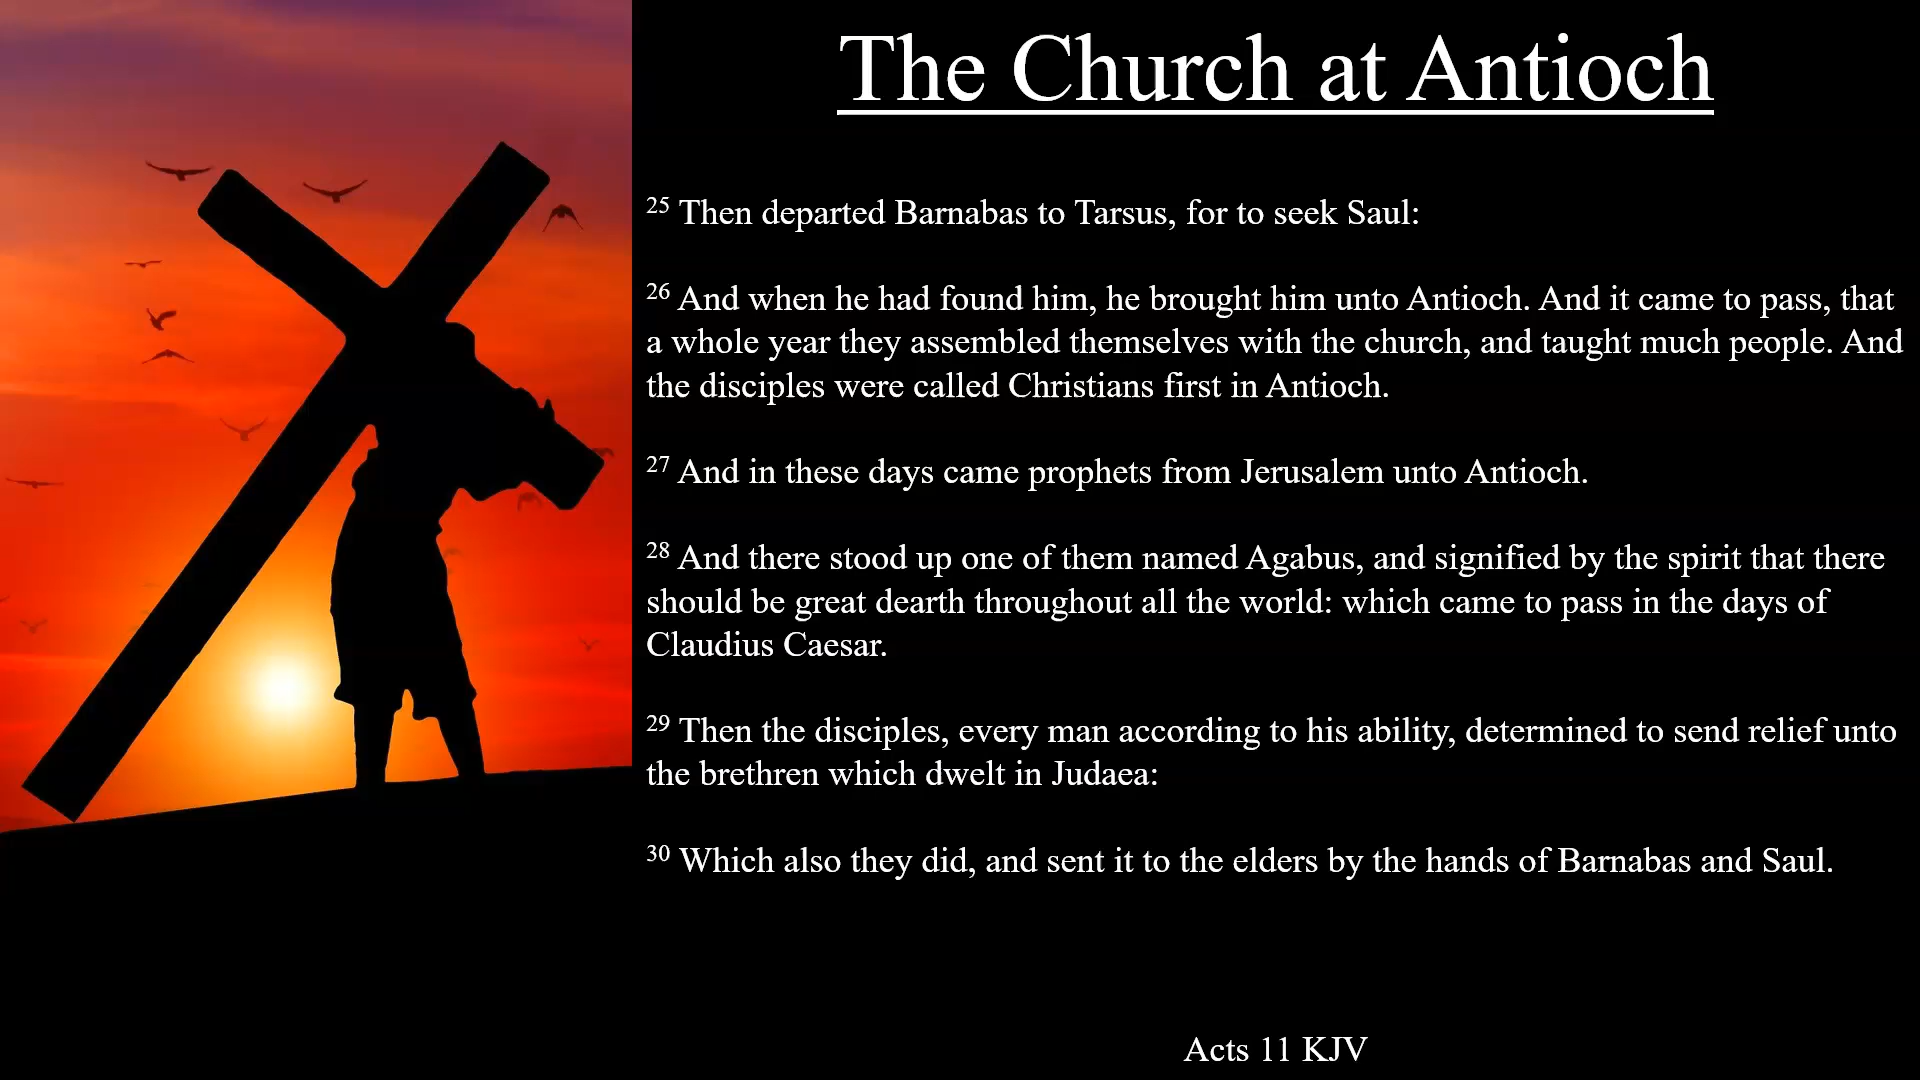 The Church at Antioch
25 Then departed Barnabas to Tarsus, for to seek Saul:
26 And when he had found him, he brought him unto Antioch. And it came to pass, that
a whole year they assembled themselves with the church, and taught much people. And
the disciples were called Christians first in Antioch.
27 And in these days came prophets from Jerusalem unto Antioch.
28 And there stood up one of them named Agabus, and signified by the spirit that there
should be great dearth throughout all the world: which came to pass in the days of
Claudius Caesar.
29 Then the disciples, every man according to his ability, determined to send relief unto
the brethren which dwelt in Judaea:
30 Which also they did, and sent it to the elders by the hands of Barnabas and Saul.
Acts 11 KJV